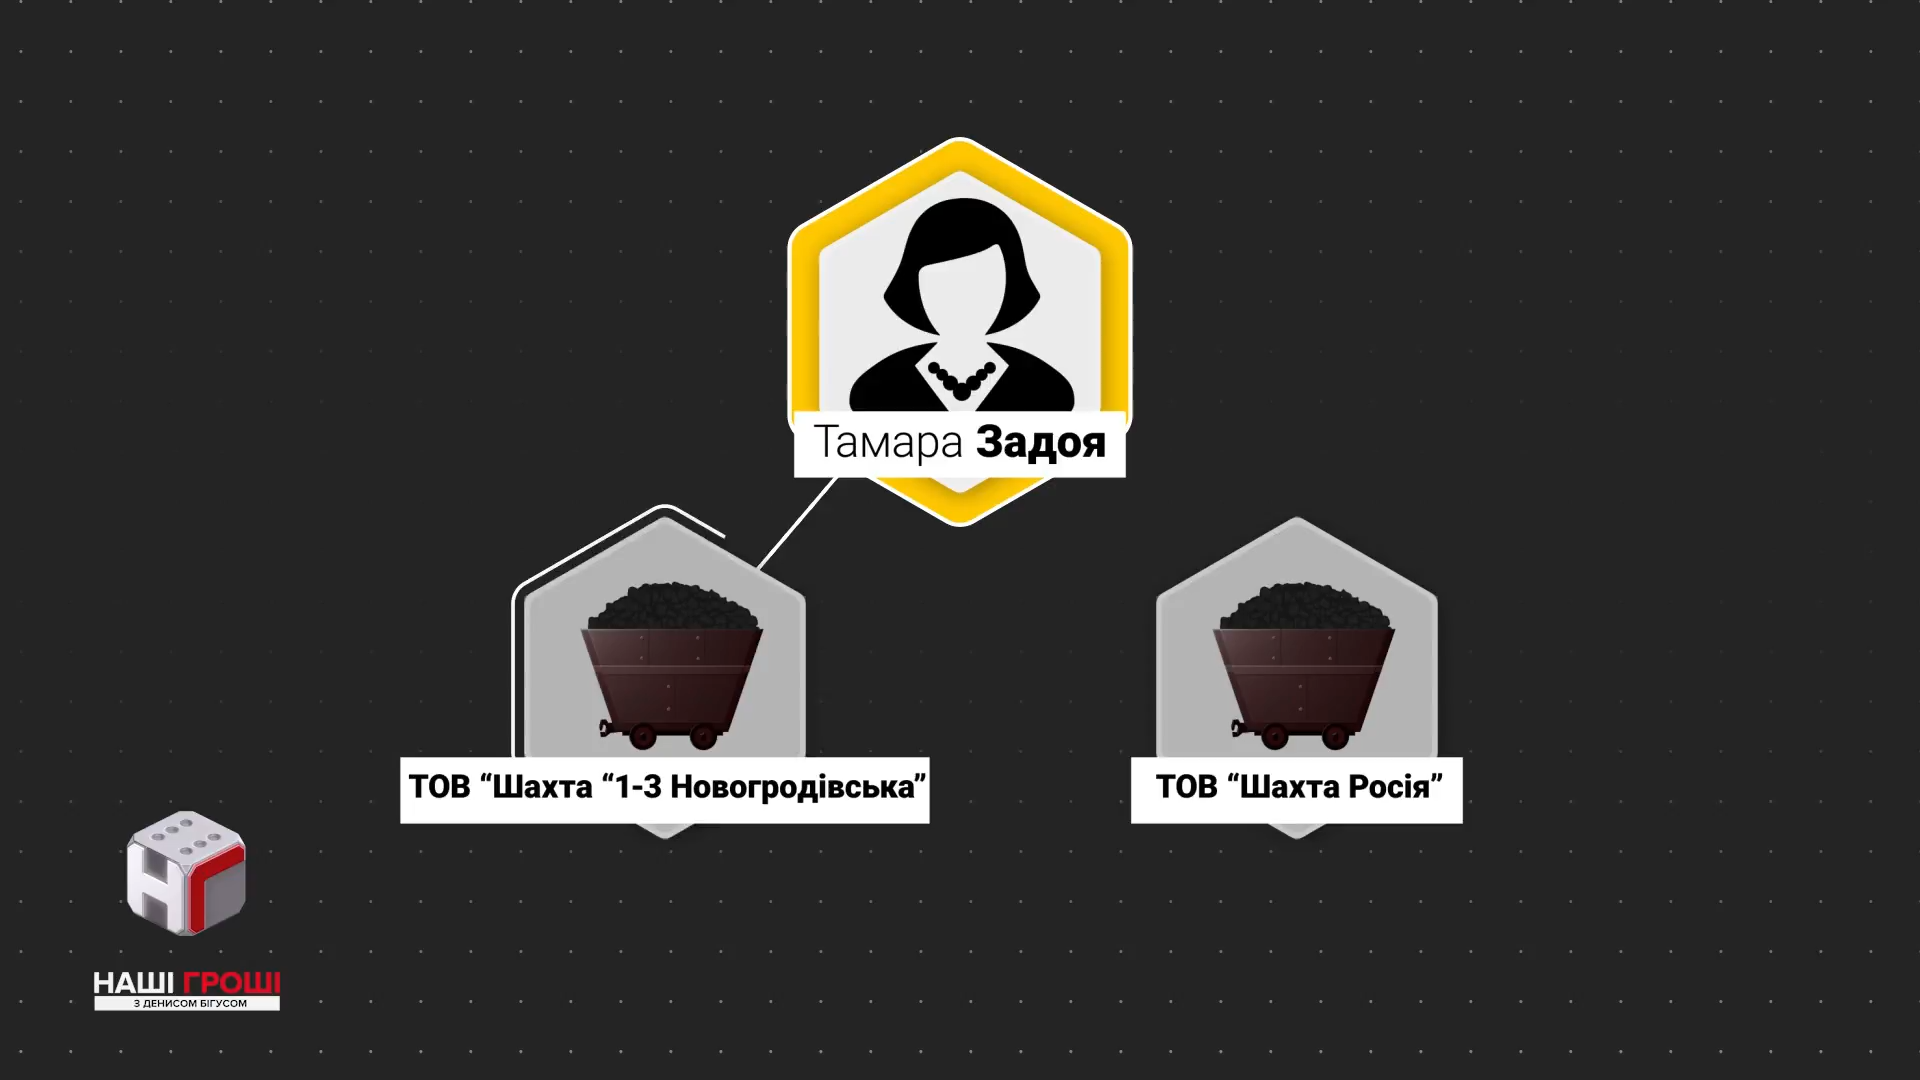 Тамара Задоя
ТОВ “Шахта “1-3 Новогродівська”
ТОВ “Шахта Росія”
НАШІ ГРОШІ
З ДЕНИСОМ БІГУСОМ